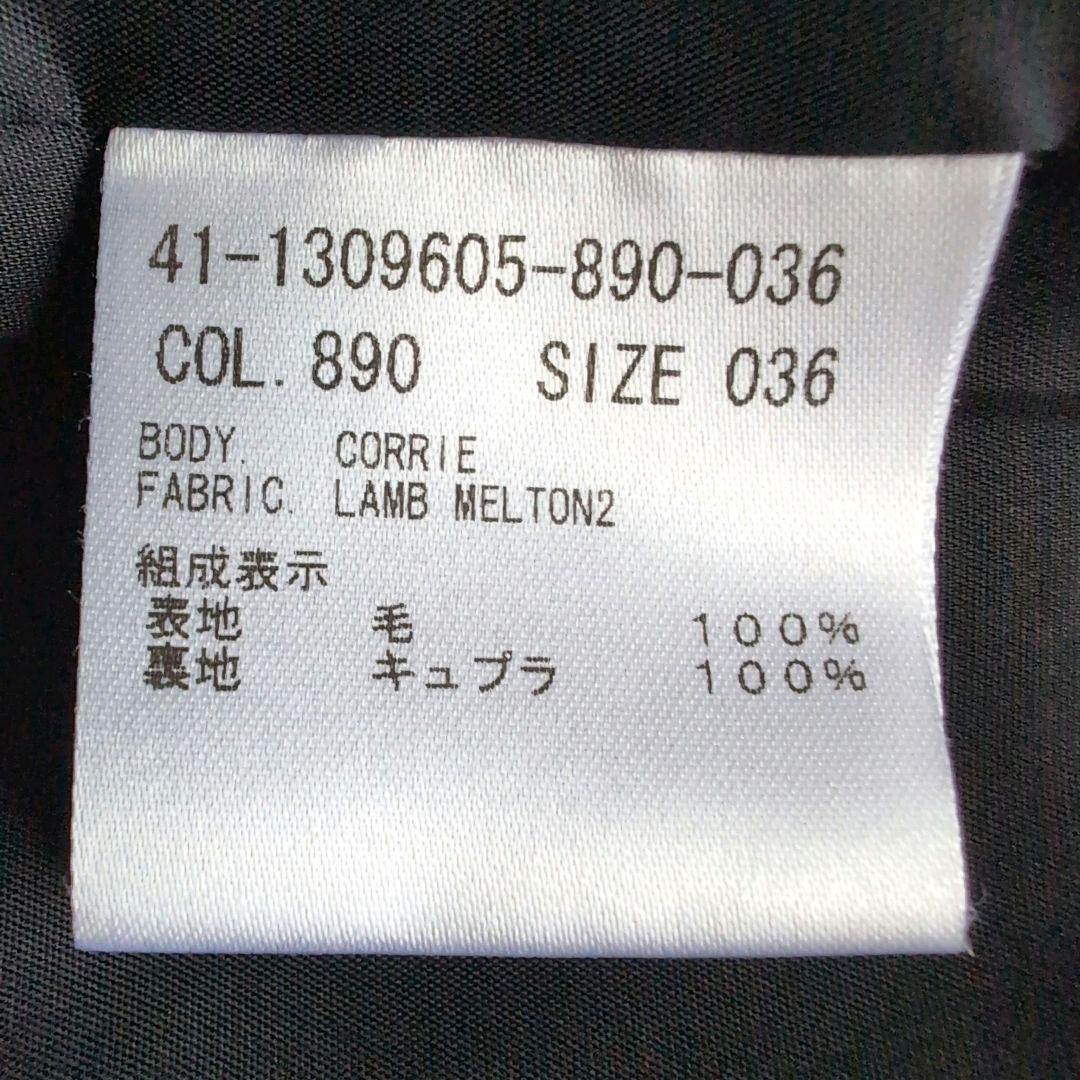 41-1309605-890-036
COL. 890 SIZE 036
BODY. CORRIE
FABRIC. LAMB MELTON2
組成表示
表地 毛 100%
裏地 キュプラ 100%